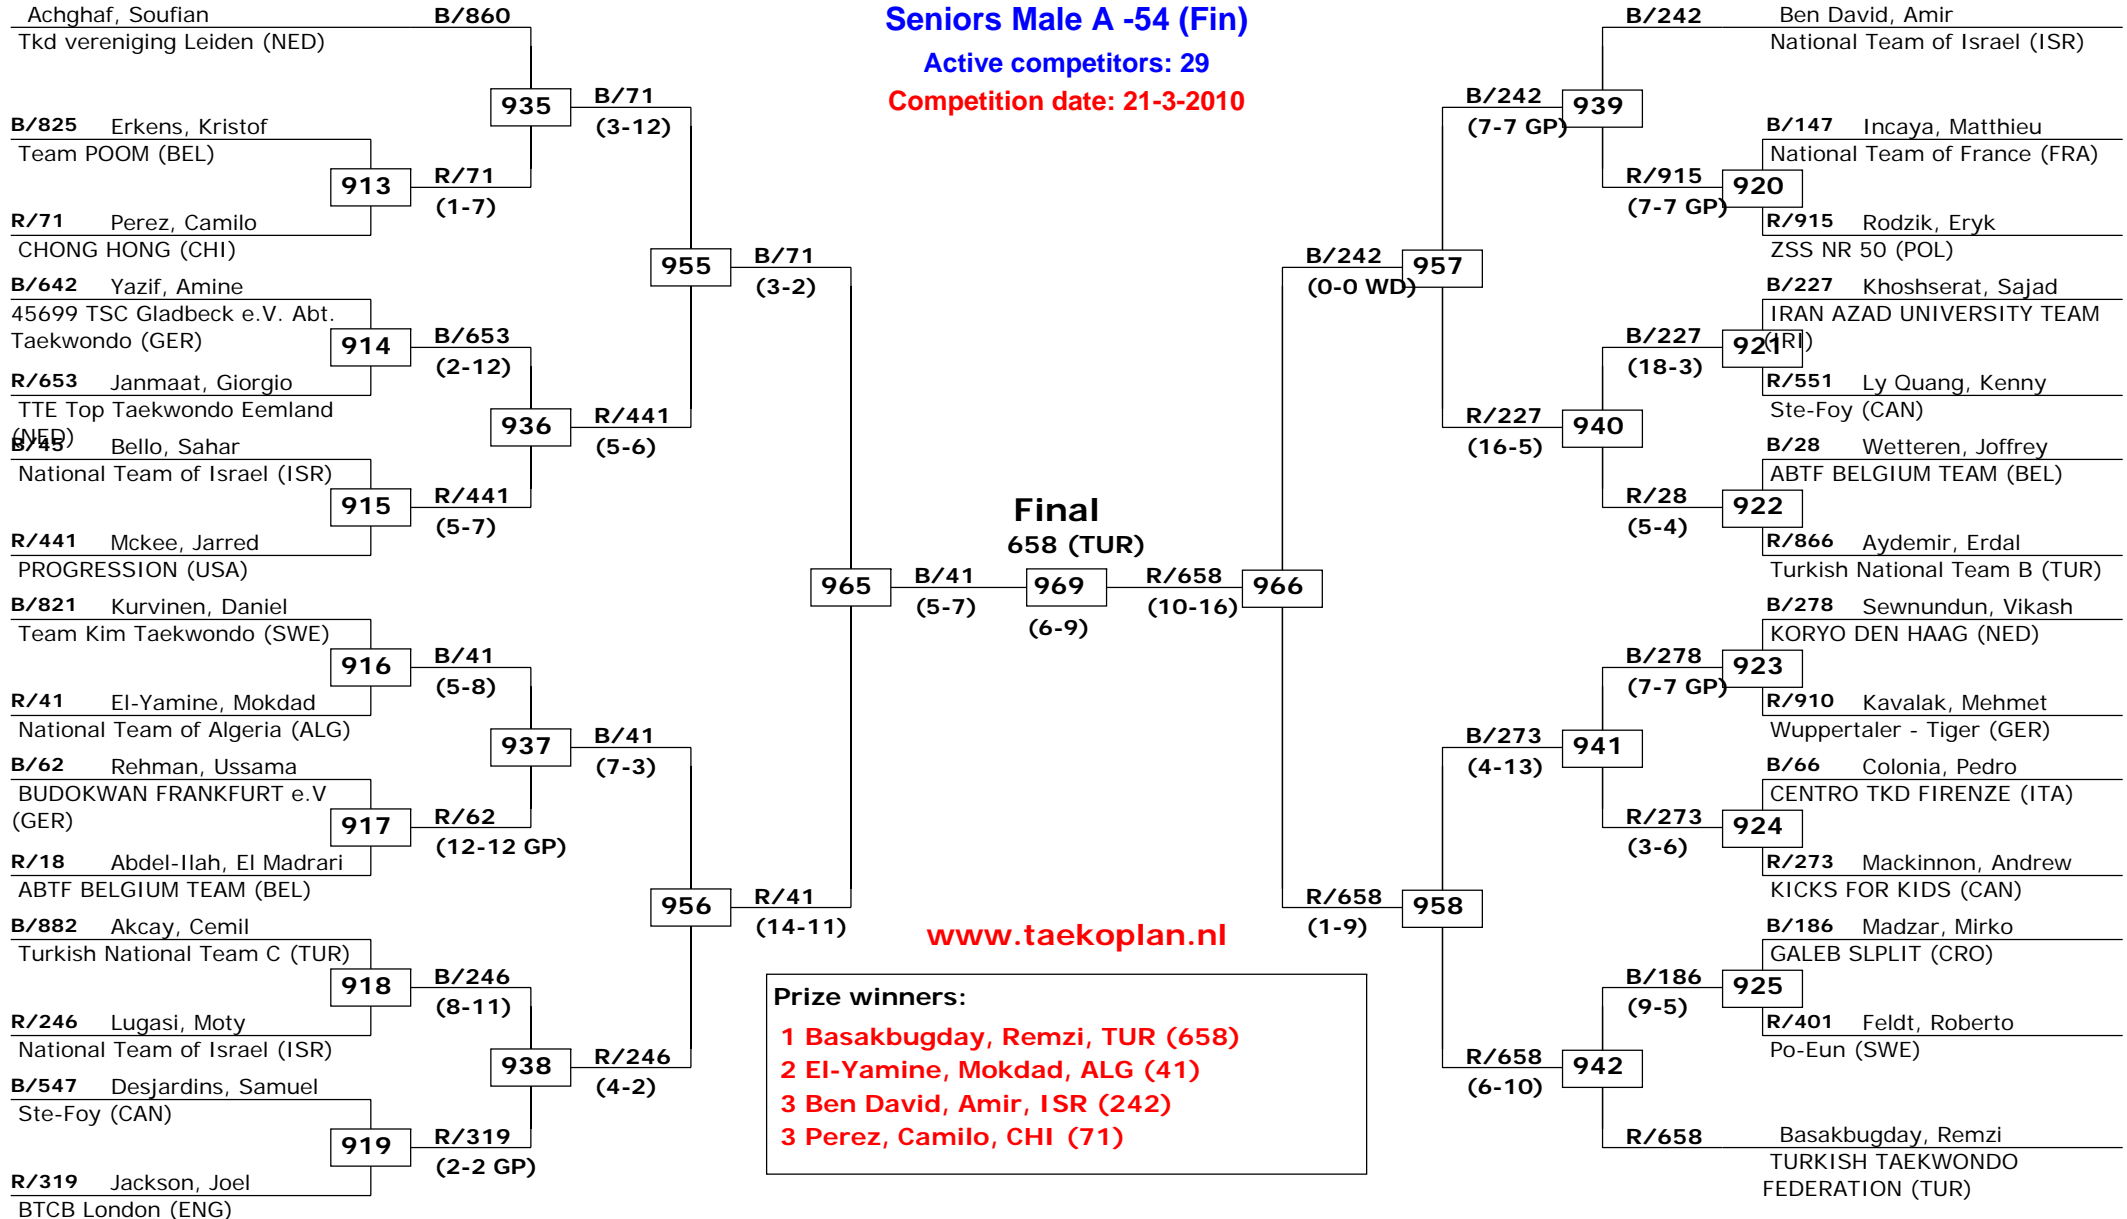 Seniors Male A -54 (Fin)
Active competitors: 29
Competition date: 21-3-2010
Achghaf, Soufian
B/860
Tkd vereniging Leiden (NED)
B/825 Erkens, Kristof
Team POOM (BEL)
R/71 Perez, Camilo
CHONG HONG (CHI)
B/642 Yazif, Amine
45699 TSC Gladbeck e.V. Abt.
Taekwondo (GER)
R/653 Janmaat, Giorgio
TTE Top Taekwondo Eemland
(NED)
B/45 Bello, Sahar
National Team of Israel (ISR)
R/441 Mckee, Jarred
PROGRESSION (USA)
B/821 Kurvinen, Daniel
Team Kim Taekwondo (SWE)
R/41 El-Yamine, Mokdad
National Team of Algeria (ALG)
B/62 Rehman, Ussama
BUDOKWAN FRANKFURT e.V
(GER)
R/18 Abdel-Ilah, El Madrari
ABTF BELGIUM TEAM (BEL)
B/882 Akcay, Cemil
Turkish National Team C (TUR)
R/246 Lugasi, Moty
National Team of Israel (ISR)
B/547 Desjardins, Samuel
Ste-Foy (CAN)
R/319 Jackson, Joel
BTCB London (ENG)
913
R/71
(1-7)
914
B/653
(2-12)
915
R/441
(5-7)
916
B/41
(5-8)
917
R/62
(12-12 GP)
918
B/246
(8-11)
919
R/319
(2-2 GP)
935
B/71
(3-12)
936
R/441
(5-6)
937
B/41
(7-3)
938
R/246
(4-2)
955
B/71
(3-2)
956
R/41
(14-11)
965
B/41
(5-7)
Final
658 (TUR)
969
(6-9)
R/658
(10-16)
966
B/242
(0-0 WD)
957
R/658
(1-9)
958
B/242
(7-7 GP)
939
R/227
(16-5)
940
B/273
(4-13)
941
R/658
(6-10)
942
B/242
R/915
(7-7 GP)
920
B/227
(18-3)
921
R/28
(5-4)
922
B/278
(7-7 GP)
923
R/273
(3-6)
924
B/186
(9-5)
925
R/658
Ben David, Amir
National Team of Israel (ISR)
B/147 Incaya, Matthieu
National Team of France (FRA)
R/915 Rodzik, Eryk
ZSS NR 50 (POL)
B/227 Khoshserat, Sajad
IRAN AZAD UNIVERSITY TEAM
(IRI)
R/551 Ly Quang, Kenny
Ste-Foy (CAN)
B/28 Wetteren, Joffrey
ABTF BELGIUM TEAM (BEL)
R/866 Aydemir, Erdal
Turkish National Team B (TUR)
B/278 Sewnundun, Vikash
KORYO DEN HAAG (NED)
R/910 Kavalak, Mehmet
Wuppertaler - Tiger (GER)
B/66 Colonia, Pedro
CENTRO TKD FIRENZE (ITA)
R/273 Mackinnon, Andrew
KICKS FOR KIDS (CAN)
B/186 Madzar, Mirko
GALEB SLPLIT (CRO)
R/401 Feldt, Roberto
Po-Eun (SWE)
Basakbugday, Remzi
TURKISH TAEKWONDO
FEDERATION (TUR)
www.taekoplan.nl
Prize winners:
1 Basakbugday, Remzi, TUR (658)
2 El-Yamine, Mokdad, ALG (41)
3 Ben David, Amir, ISR (242)
3 Perez, Camilo, CHI (71)